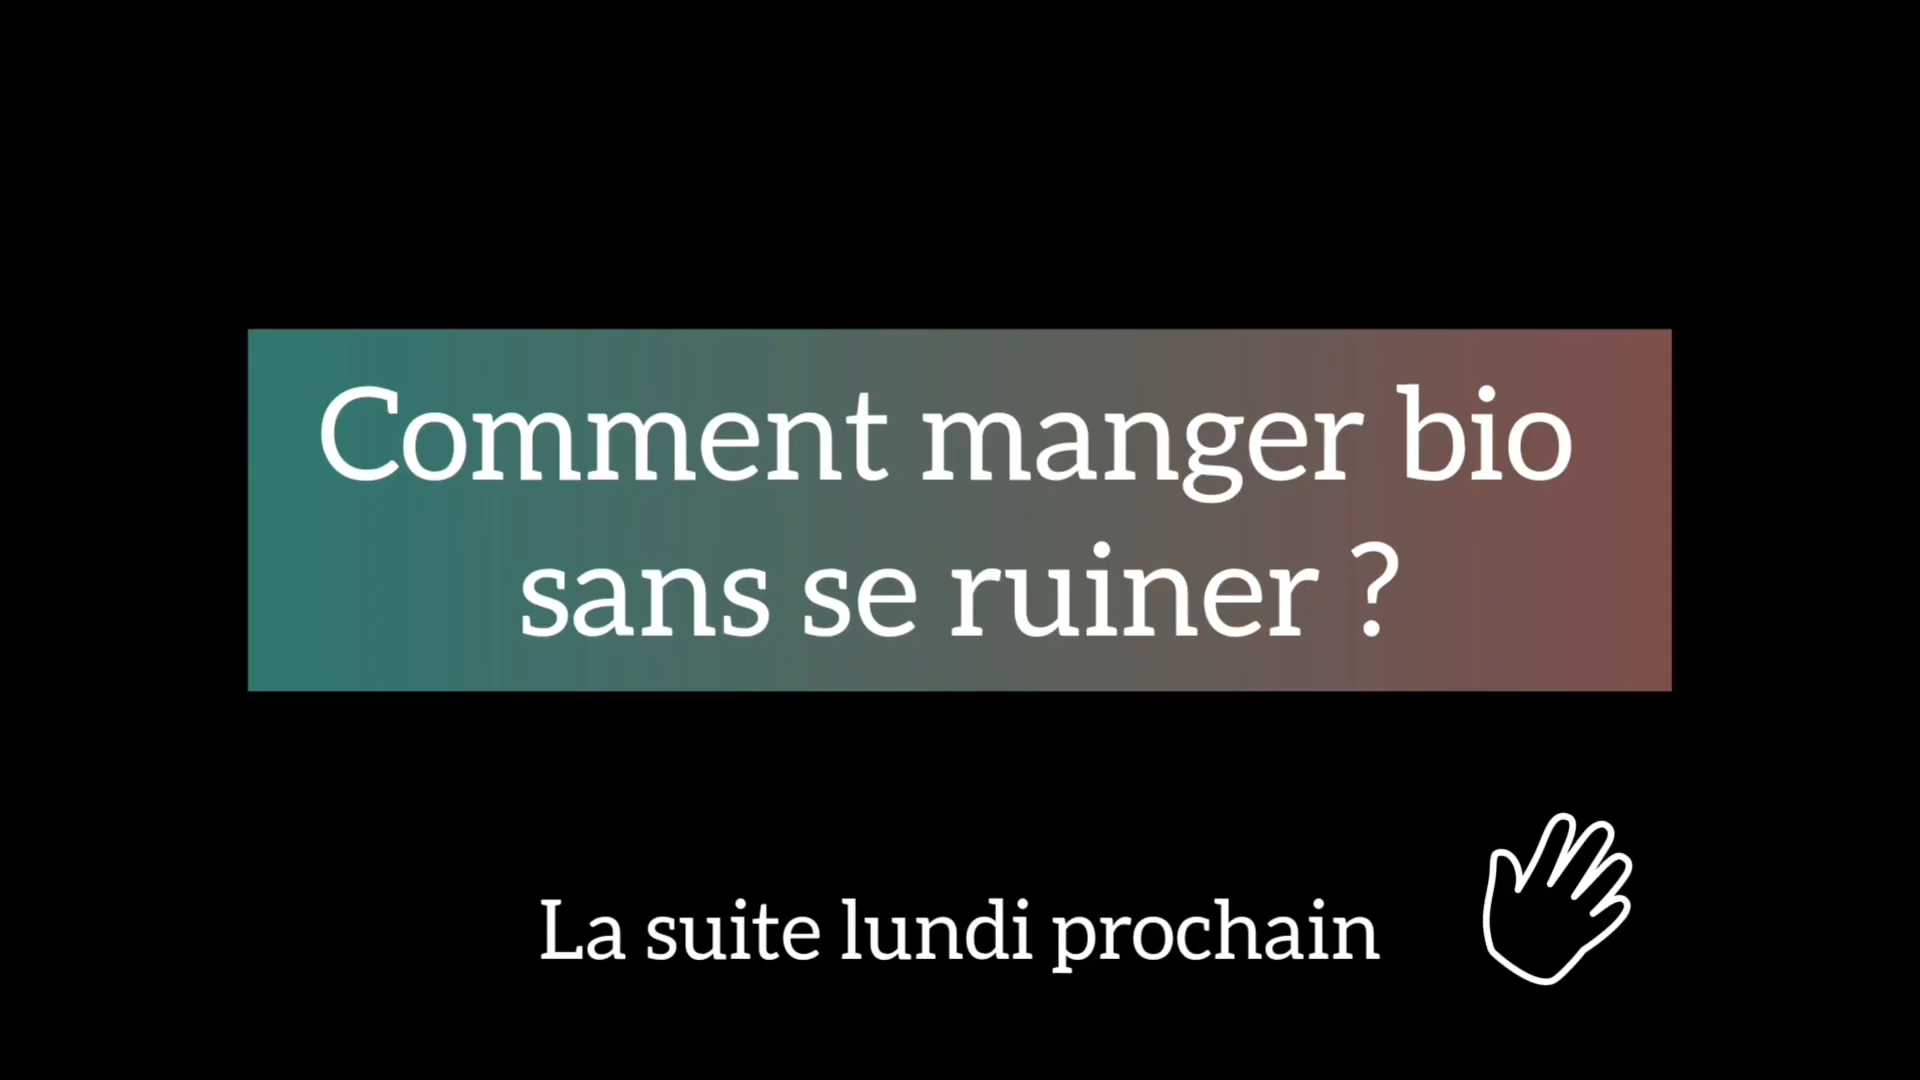 Comment manger bio
sans se ruiner ?
La suite lundi prochain